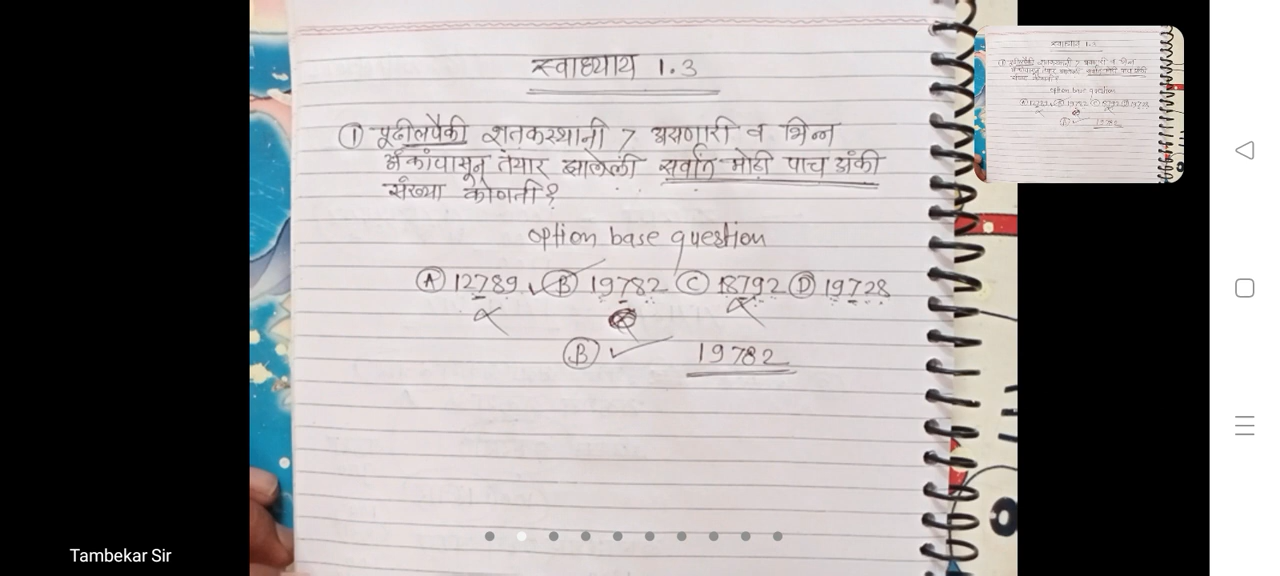 स्वाध्याय 1.3
① पुढीलपैकी शतकस्थानी 7 असणारी व भिन्न
अंकांपासून तयार झालेली सर्वात मोठी पाच अंकी
संख्या कोणती?
option base question
Ⓐ 12789 Ⓑ 19782 Ⓒ 18792 Ⓓ 19728
Ⓑ ✓ 19782
Tambekar Sir